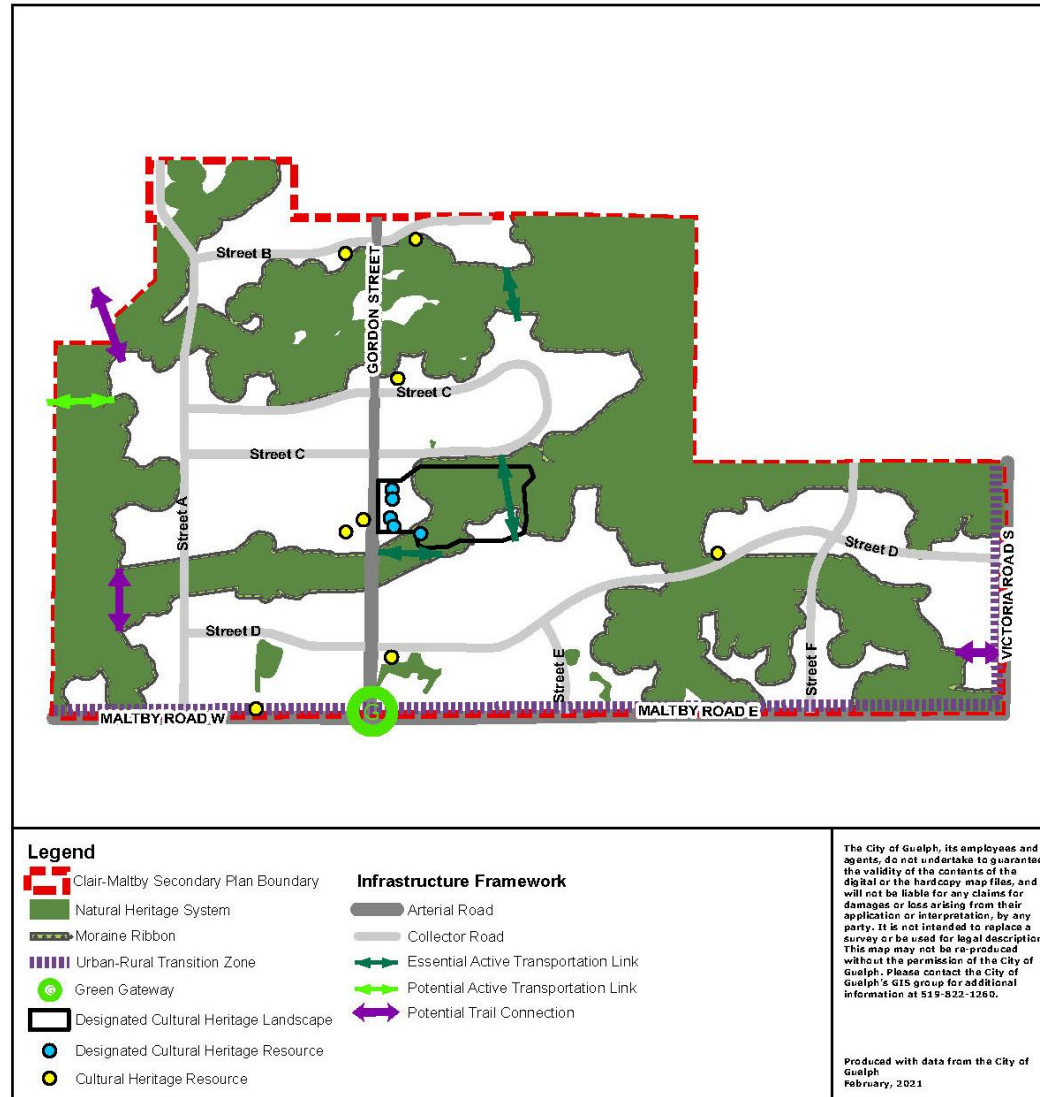 Street B
GORDON STREET
Street C
Street C
Street A
Street D
VICTORIA ROAD S
Street D
Street E
Street F
G
MALTBY ROAD W
MALTBY ROAD E
Legend
Clair-Maltby Secondary Plan Boundary
Natural Heritage System
Moraine Ribbon
Urban-Rural Transition Zone
G
Green Gateway
Designated Cultural Heritage Landscape
Designated Cultural Heritage Resource
Cultural Heritage Resource
Infrastructure Framework
Arterial Road
Collector Road
Essential Active Transportation Link
Potential Active Transportation Link
Potential Trail Connection
The City of Guelph, its employees and
agents, do not undertake to guarantee
the validity of the contents of the
digital or the hardcopy map files, and
will not be liable for any claims for
damages or loss arising from their
application or interpretation, by any
party. It is not intended to replace a
survey or be used for legal description.
This map may not be re-produced
without the permission of the City of
Guelph. Please contact the City of
Guelph's GIS group for additional
information at 519-822-1260.
Produced with data from the City of
Guelph
February, 2021